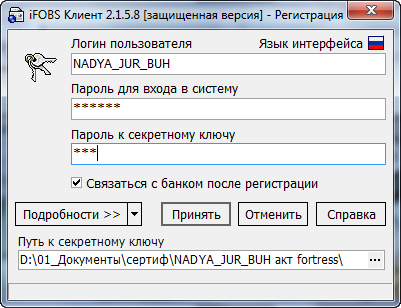 iFOBS Клиент 2.1.5.8 [защищенная версия] - Регистрация
Логин пользователя Язык интерфейса
NADYA_JUR_BUH
Пароль для входа в систему
******
Пароль к секретному ключу
***
Связаться с банком после регистрации
Подробности >> Принять Отменить Справка
Путь к секретному ключу
D:\01_Документы\сертиф\NADYA_JUR_BUH акт fortress\ ...